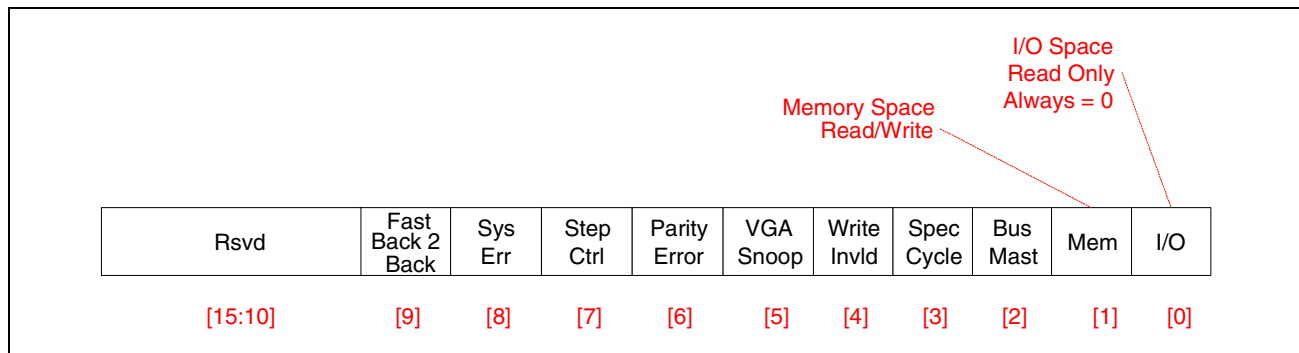 I/O Space
Read Only
Always = 0
Memory Space
Read/Write
Rsvd
Fast
Back 2
Back
Sys
Err
Step
Ctrl
Parity
Error
VGA
Snoop
Write
Invld
Spec
Cycle
Bus
Mast
Mem
I/O
[15:10]
[9]
[8]
[7]
[6]
[5]
[4]
[3]
[2]
[1]
[0]